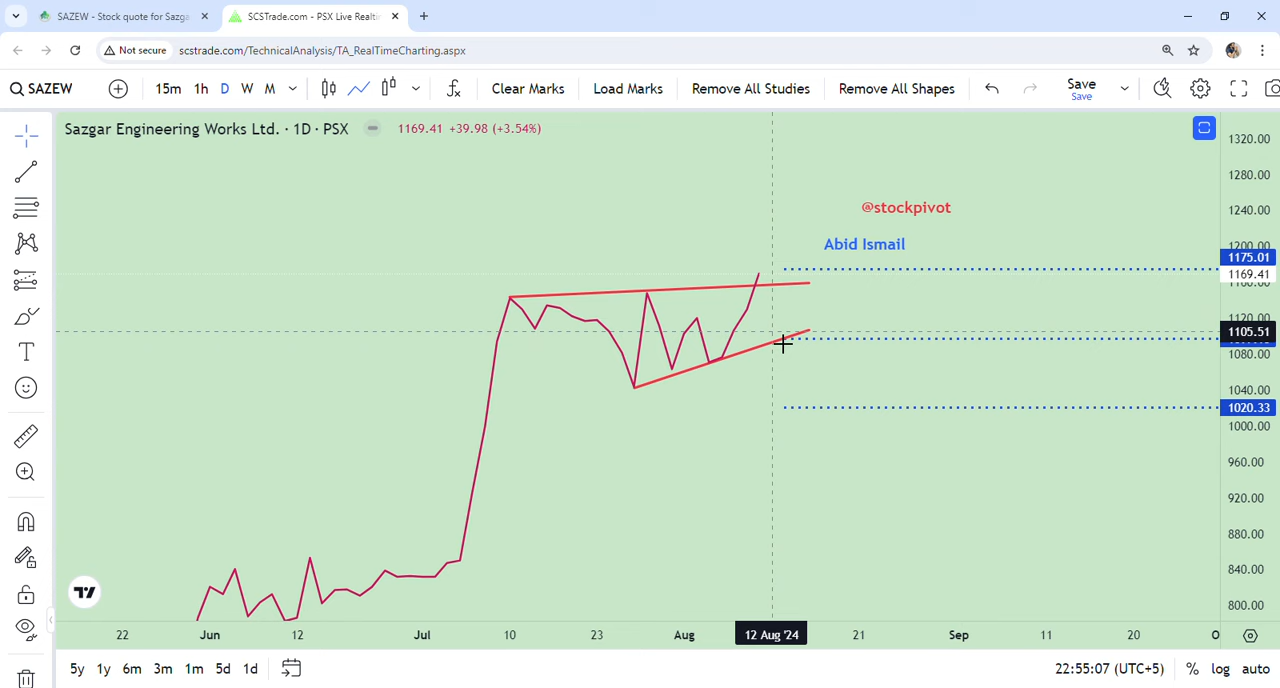 SAZEW - Stock quote for Sazga
SCSTrade.com - PSX Live Realtim
Not secure
scstrade.com/TechnicalAnalysis/TA_RealTimeCharting.aspx
SAZEW
15m
1h
D
W
M
Clear Marks
Load Marks
Remove All Studies
Remove All Shapes
Save
Save
Sazgar Engineering Works Ltd. · 1D · PSX
1169.41 +39.98 (+3.54%)
@stockpivot
Abid Ismail
1320.00
1280.00
1240.00
1200.00
1175.01
1169.41
1160.00
1120.00
1105.51
1080.00
1040.00
1020.33
1000.00
960.00
920.00
880.00
840.00
800.00
22
Jun
12
Jul
10
23
Aug
12 Aug '24
21
Sep
11
20
O
5y
1y
6m
3m
1m
5d
1d
22:55:07 (UTC+5)
%
log
auto